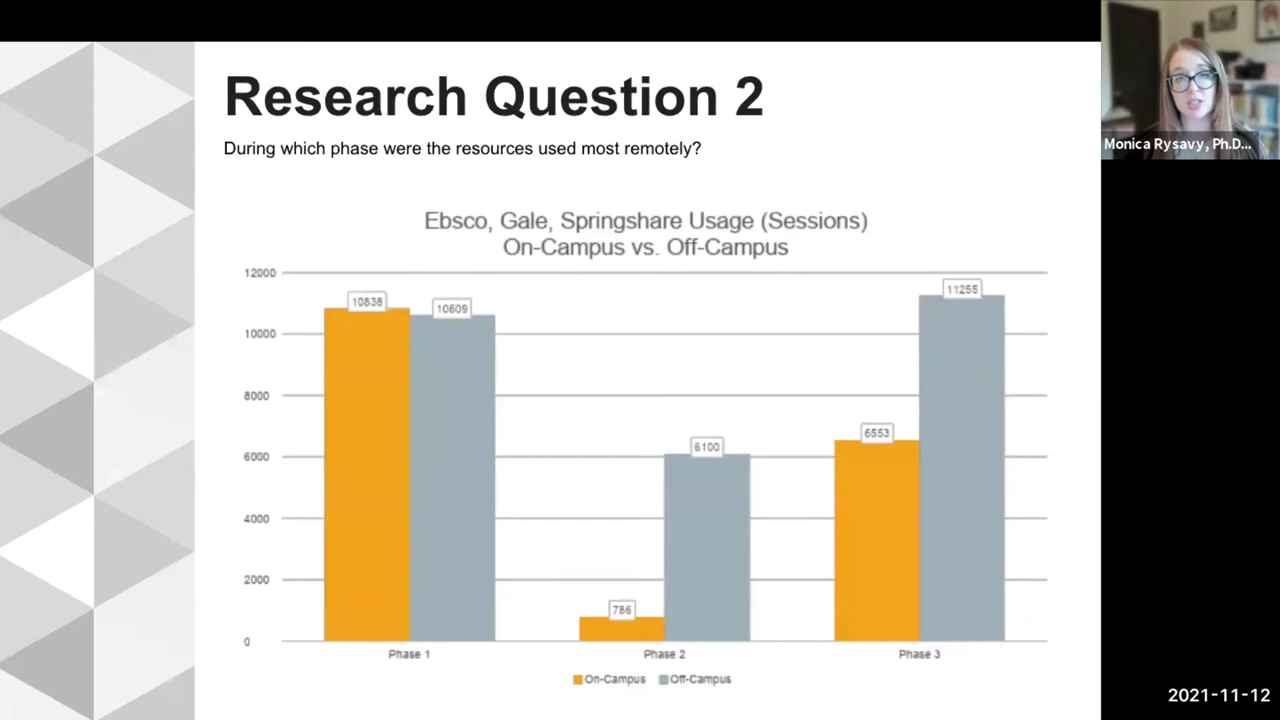 Research Question 2
During which phase were the resources used most remotely?
Monica Rysavy, Ph.D...
Ebsco, Gale, Springshare Usage (Sessions)
On-Campus vs. Off-Campus
12000
10000
8000
6000
4000
2000
0
10838
10609
786
6100
6553
11255
Phase 1
Phase 2
Phase 3
On-Campus
Off-Campus
2021-11-12